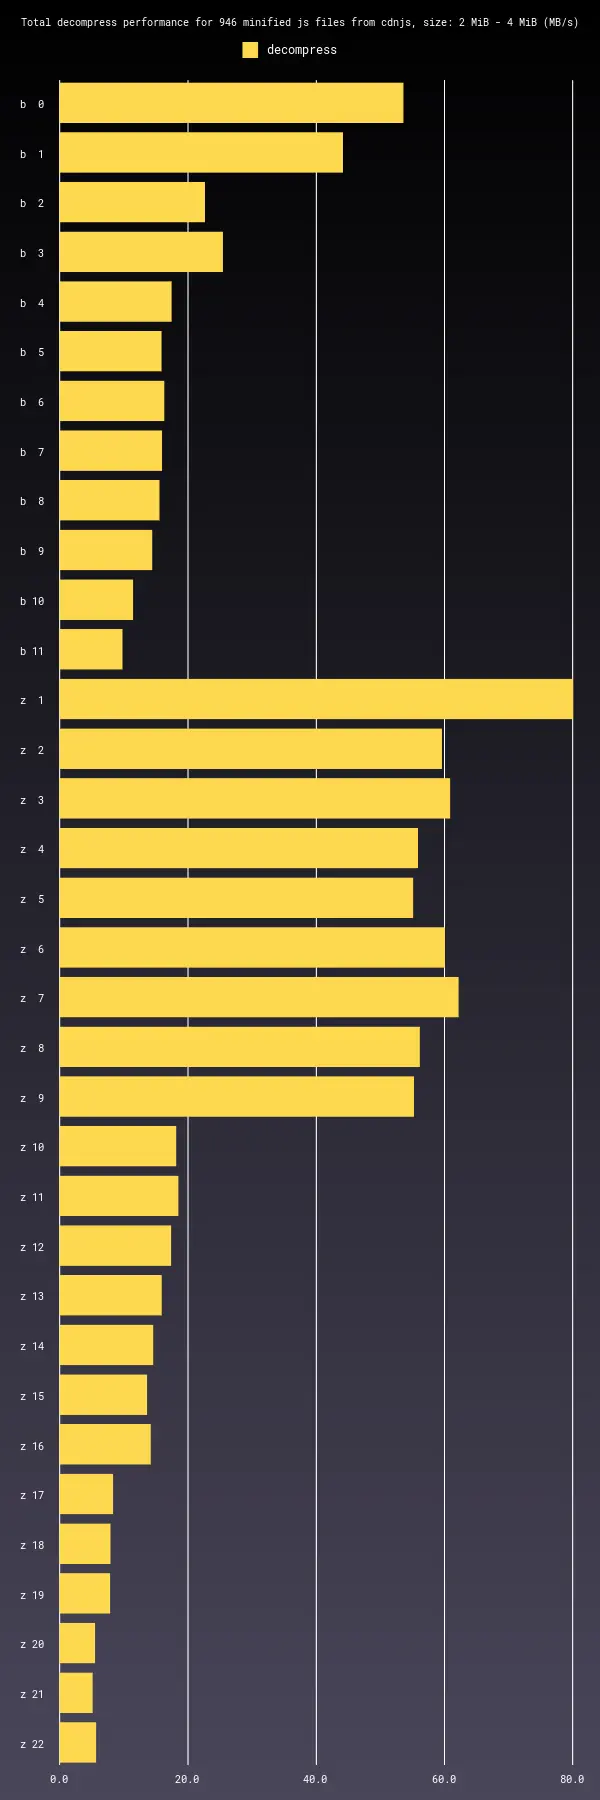 Total decompress performance for 946 minified js files from cdnjs, size: 2 MiB - 4 MiB (MB/s)
decompress
b 0
b 1
b 2
b 3
b 4
b 5
b 6
b 7
b 8
b 9
b 10
b 11
z 1
z 2
z 3
z 4
z 5
z 6
z 7
z 8
z 9
z 10
z 11
z 12
z 13
z 14
z 15
z 16
z 17
z 18
z 19
z 20
z 21
z 22
0.0 20.0 40.0 60.0 80.0